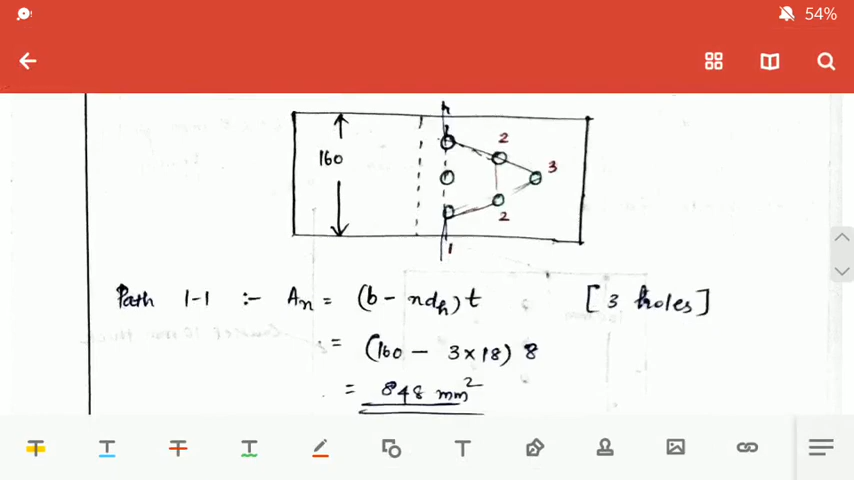 54%
160
2
3
2
1
Path 1-1 :- An = (b - ndh) t [3 holes]
= (160 - 3×18) 8
= 848 mm²
T T T T T